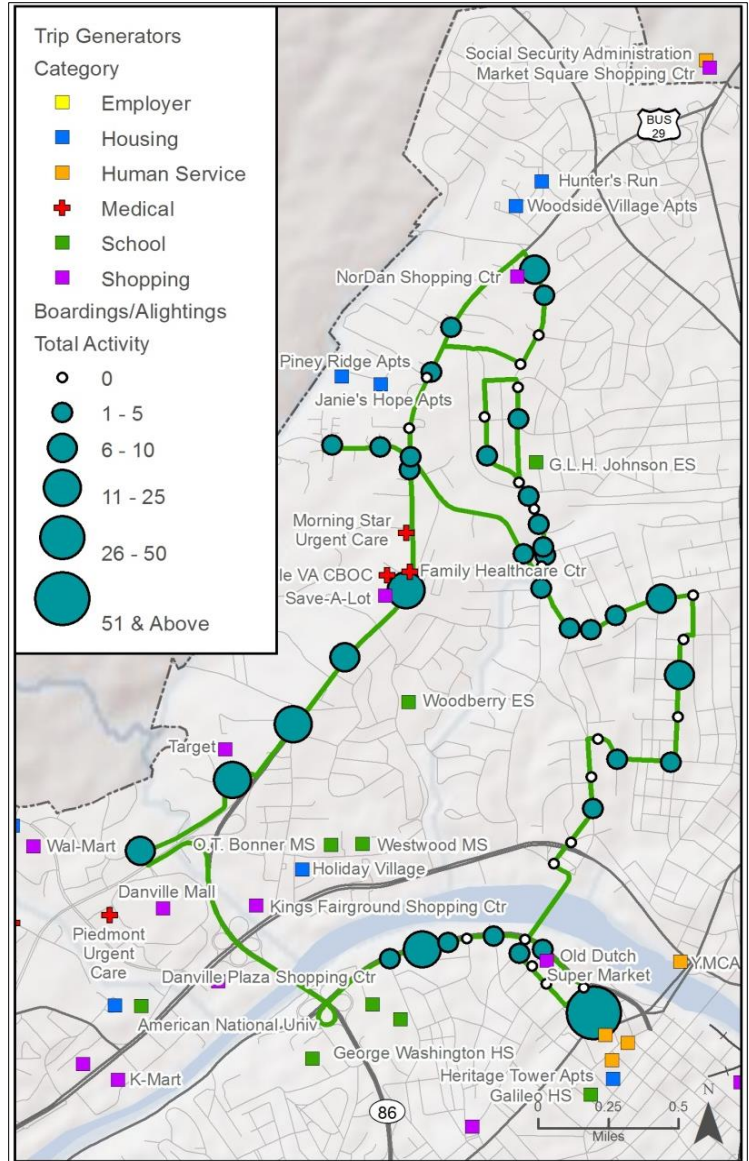 Trip Generators
Category
Employer
Housing
Human Service
Medical
School
Shopping
Boardings/Alightings
Total Activity
0
1 - 5
6 - 10
11 - 25
26 - 50
51 & Above
Social Security Administration
Market Square Shopping Ctr
BUS
29
Hunter's Run
Woodside Village Apts
NorDan Shopping Ctr
Piney Ridge Apts
Janie's Hope Apts
G.L.H. Johnson ES
Morning Star
Urgent Care
le VA CBOC
Family Healthcare Ctr
Save-A-Lot
Woodberry ES
Target
Wal-Mart
O.T. Bonner MS
Westwood MS
Holiday Village
Danville Mall
Kings Fairground Shopping Ctr
Piedmont
Urgent
Care
Old Dutch
Super Market
YMCA
Danville Plaza Shopping Ctr
American National Univ
George Washington HS
K-Mart
Heritage Tower Apts
Galileo HS
86
N
0 0.25 0.5
Miles